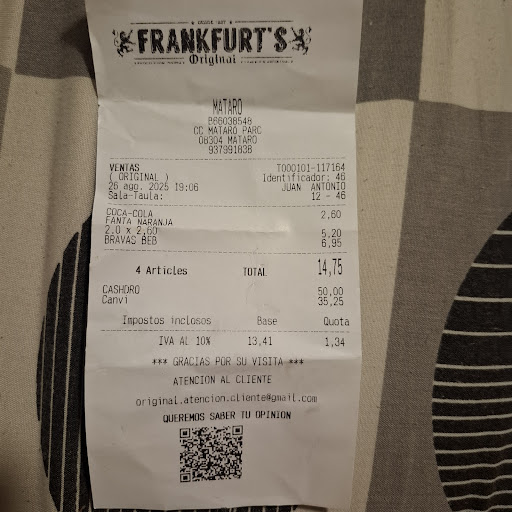 FRANKFURT'S
Original
MATARO
B66038548
CC MATARO PARC
08304 MATARO
937991838
VENTAS T000101-117164
( ORIGINAL ) Identificador: 46
26 ago. 2025 19:06 JUAN ANTONIO
Sala-Taula: 12 - 46
COCA-COLA 2,60
FANTA NARANJA
2.0 x 2,60 5,20
BRAVAS BEB 6,95
4 Articles TOTAL 14,75
CASHDRO 50,00
Canvi 35,25
Impostos inclosos Base Quota
IVA AL 10% 13,41 1,34
*** GRACIAS POR SU VISITA ***
ATENCION AL CLIENTE
original.atencion.cliente@gmail.com
QUEREMOS SABER TU OPINION